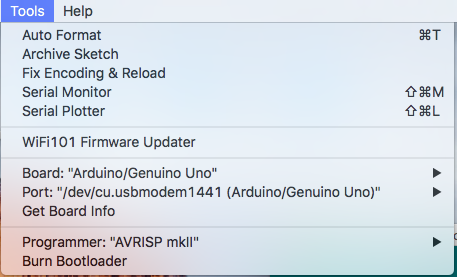 Tools Help
Auto Format ⌘T
Archive Sketch
Fix Encoding & Reload
Serial Monitor ⇧⌘M
Serial Plotter ⇧⌘L
WiFi101 Firmware Updater
Board: "Arduino/Genuino Uno"
Port: "/dev/cu.usbmodem1441 (Arduino/Genuino Uno)"
Get Board Info
Programmer: "AVRISP mkII"
Burn Bootloader